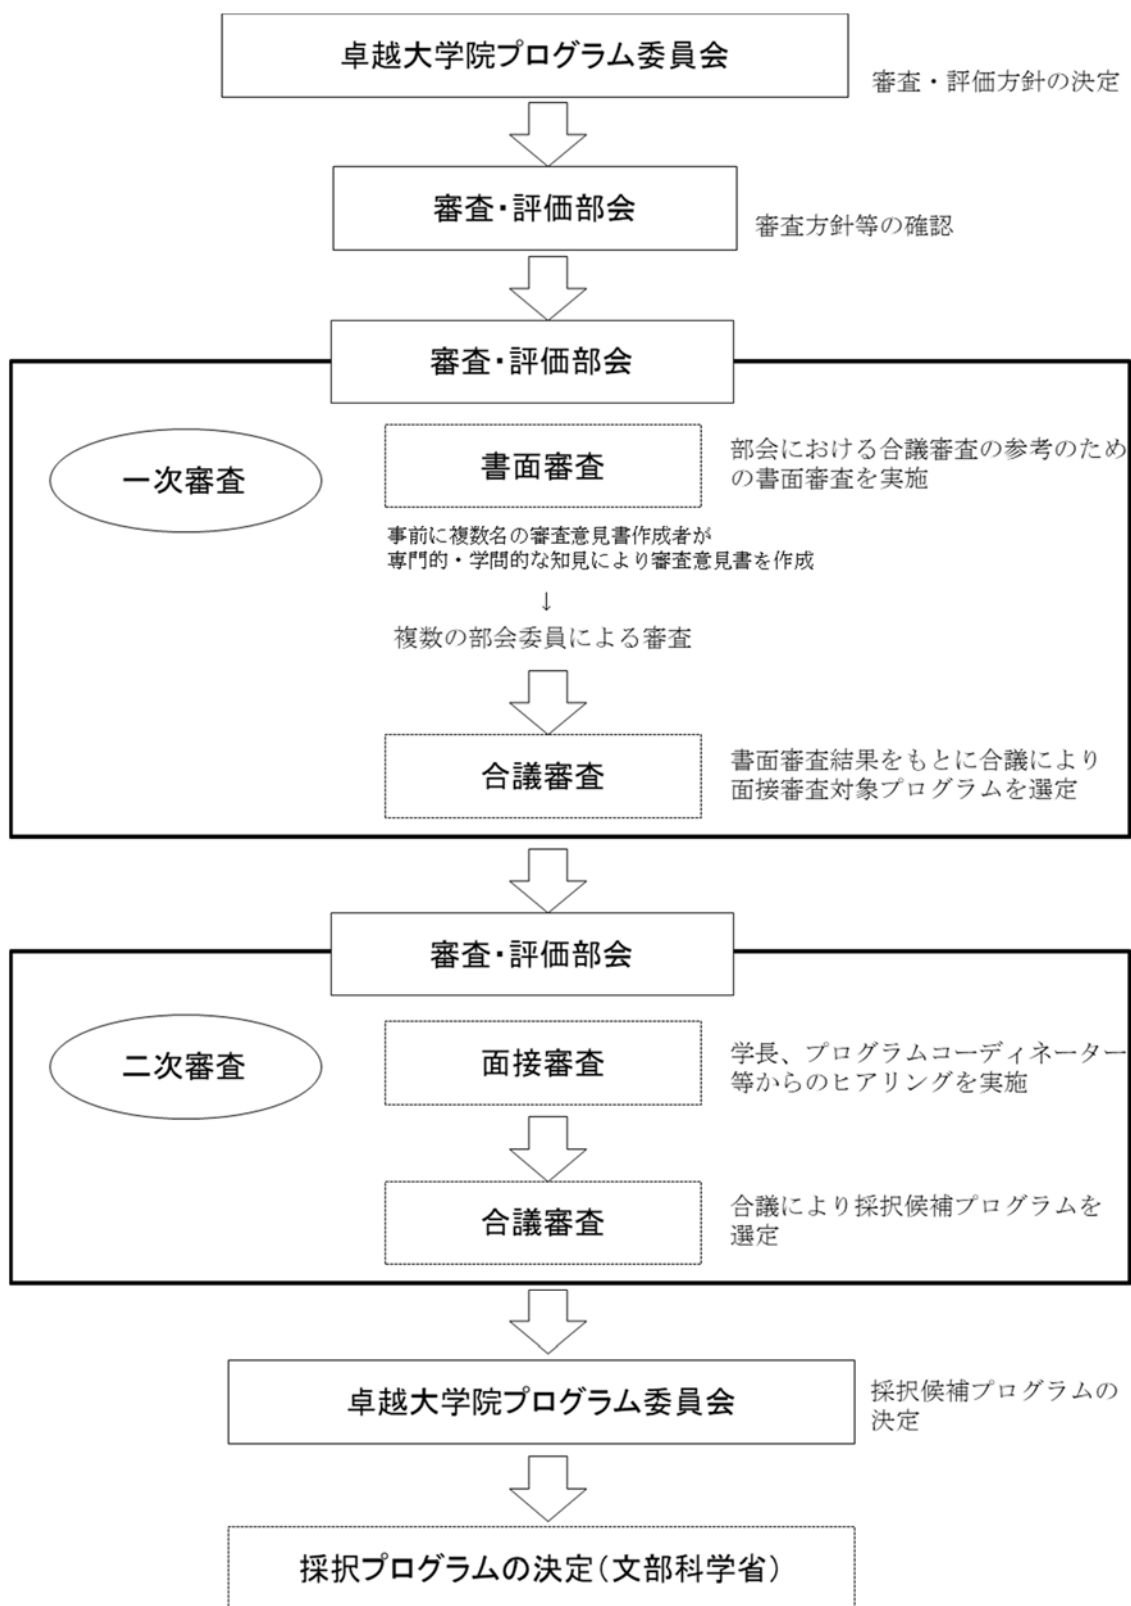 卓越大学院プログラム委員会
審査・評価方針の決定
審査・評価部会
審査方針等の確認
審査・評価部会
一次審査
書面審査
部会における合議審査の参考のため
の書面審査を実施
事前に複数名の審査意見書作成者が
専門的・学問的な知見により審査意見書を作成
↓
複数の部会委員による審査
合議審査
書面審査結果をもとに合議により
面接審査対象プログラムを選定
審査・評価部会
二次審査
面接審査
学長、プログラムコーディネーター
等からのヒアリングを実施
合議審査
合議により採択候補プログラムを
選定
卓越大学院プログラム委員会
採択候補プログラムの
決定
採択プログラムの決定（文部科学省）